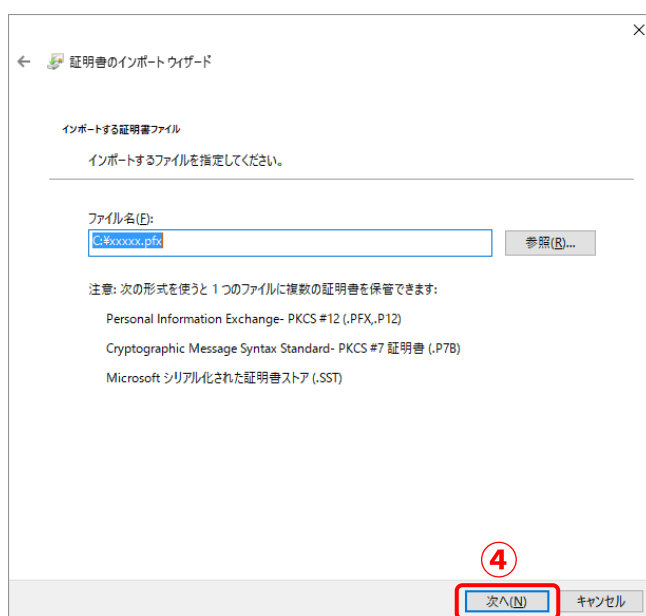 証明書のインポート ウィザード
インポートする証明書ファイル
インポートするファイルを指定してください。
ファイル名(F):
C:¥xxxxx.pfx
参照(R)...
注意: 次の形式を使うと 1 つのファイルに複数の証明書を保管できます:
Personal Information Exchange- PKCS #12 (.PFX,.P12)
Cryptographic Message Syntax Standard- PKCS #7 証明書 (.P7B)
Microsoft シリアル化された証明書ストア (.SST)
④
次へ(N)
キャンセル